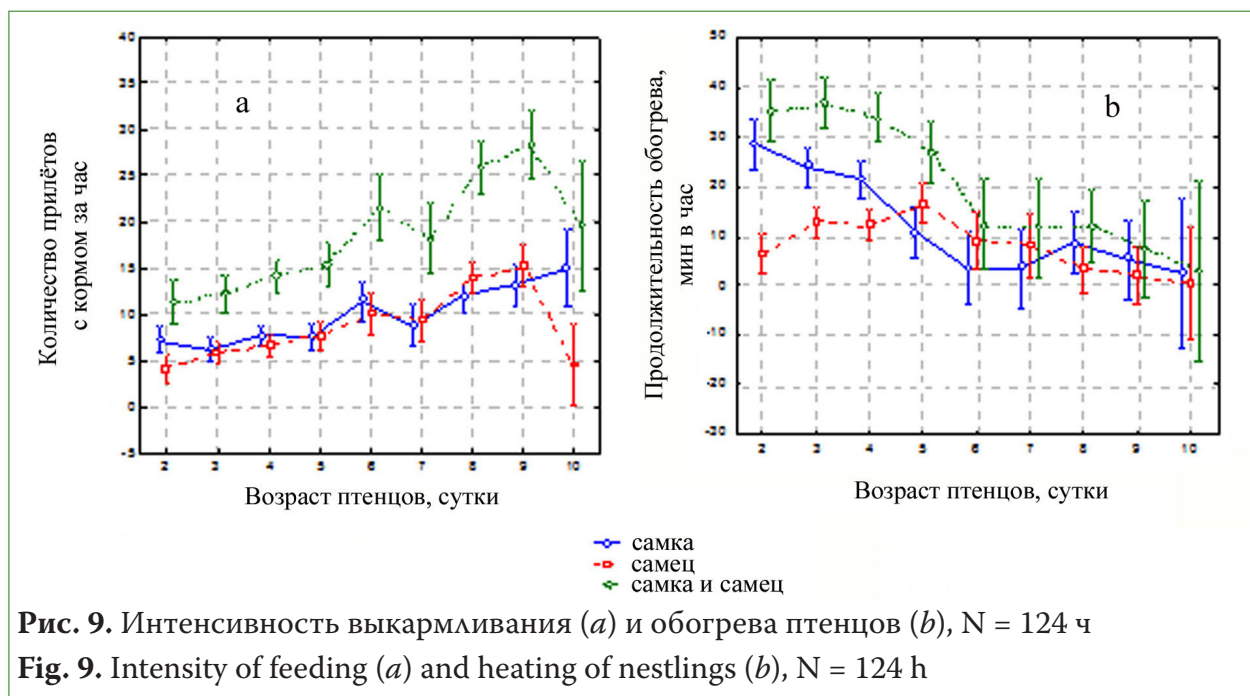 40
35
30
25
20
15
10
5
0
-5
a
Количество прилётов
с кормом за час
2 3 4 5 6 7 8 9 10
Возраст птенцов, сутки
50
40
30
20
10
0
-10
-20
-20
b
Продолжительность обогрева,
мин в час
2 3 4 5 6 7 8 9 10
Возраст птенцов, сутки
самка
самец
самка и самец
Рис. 9. Интенсивность выкармливания (a) и обогрева птенцов (b), N = 124 ч
Fig. 9. Intensity of feeding (a) and heating of nestlings (b), N = 124 h